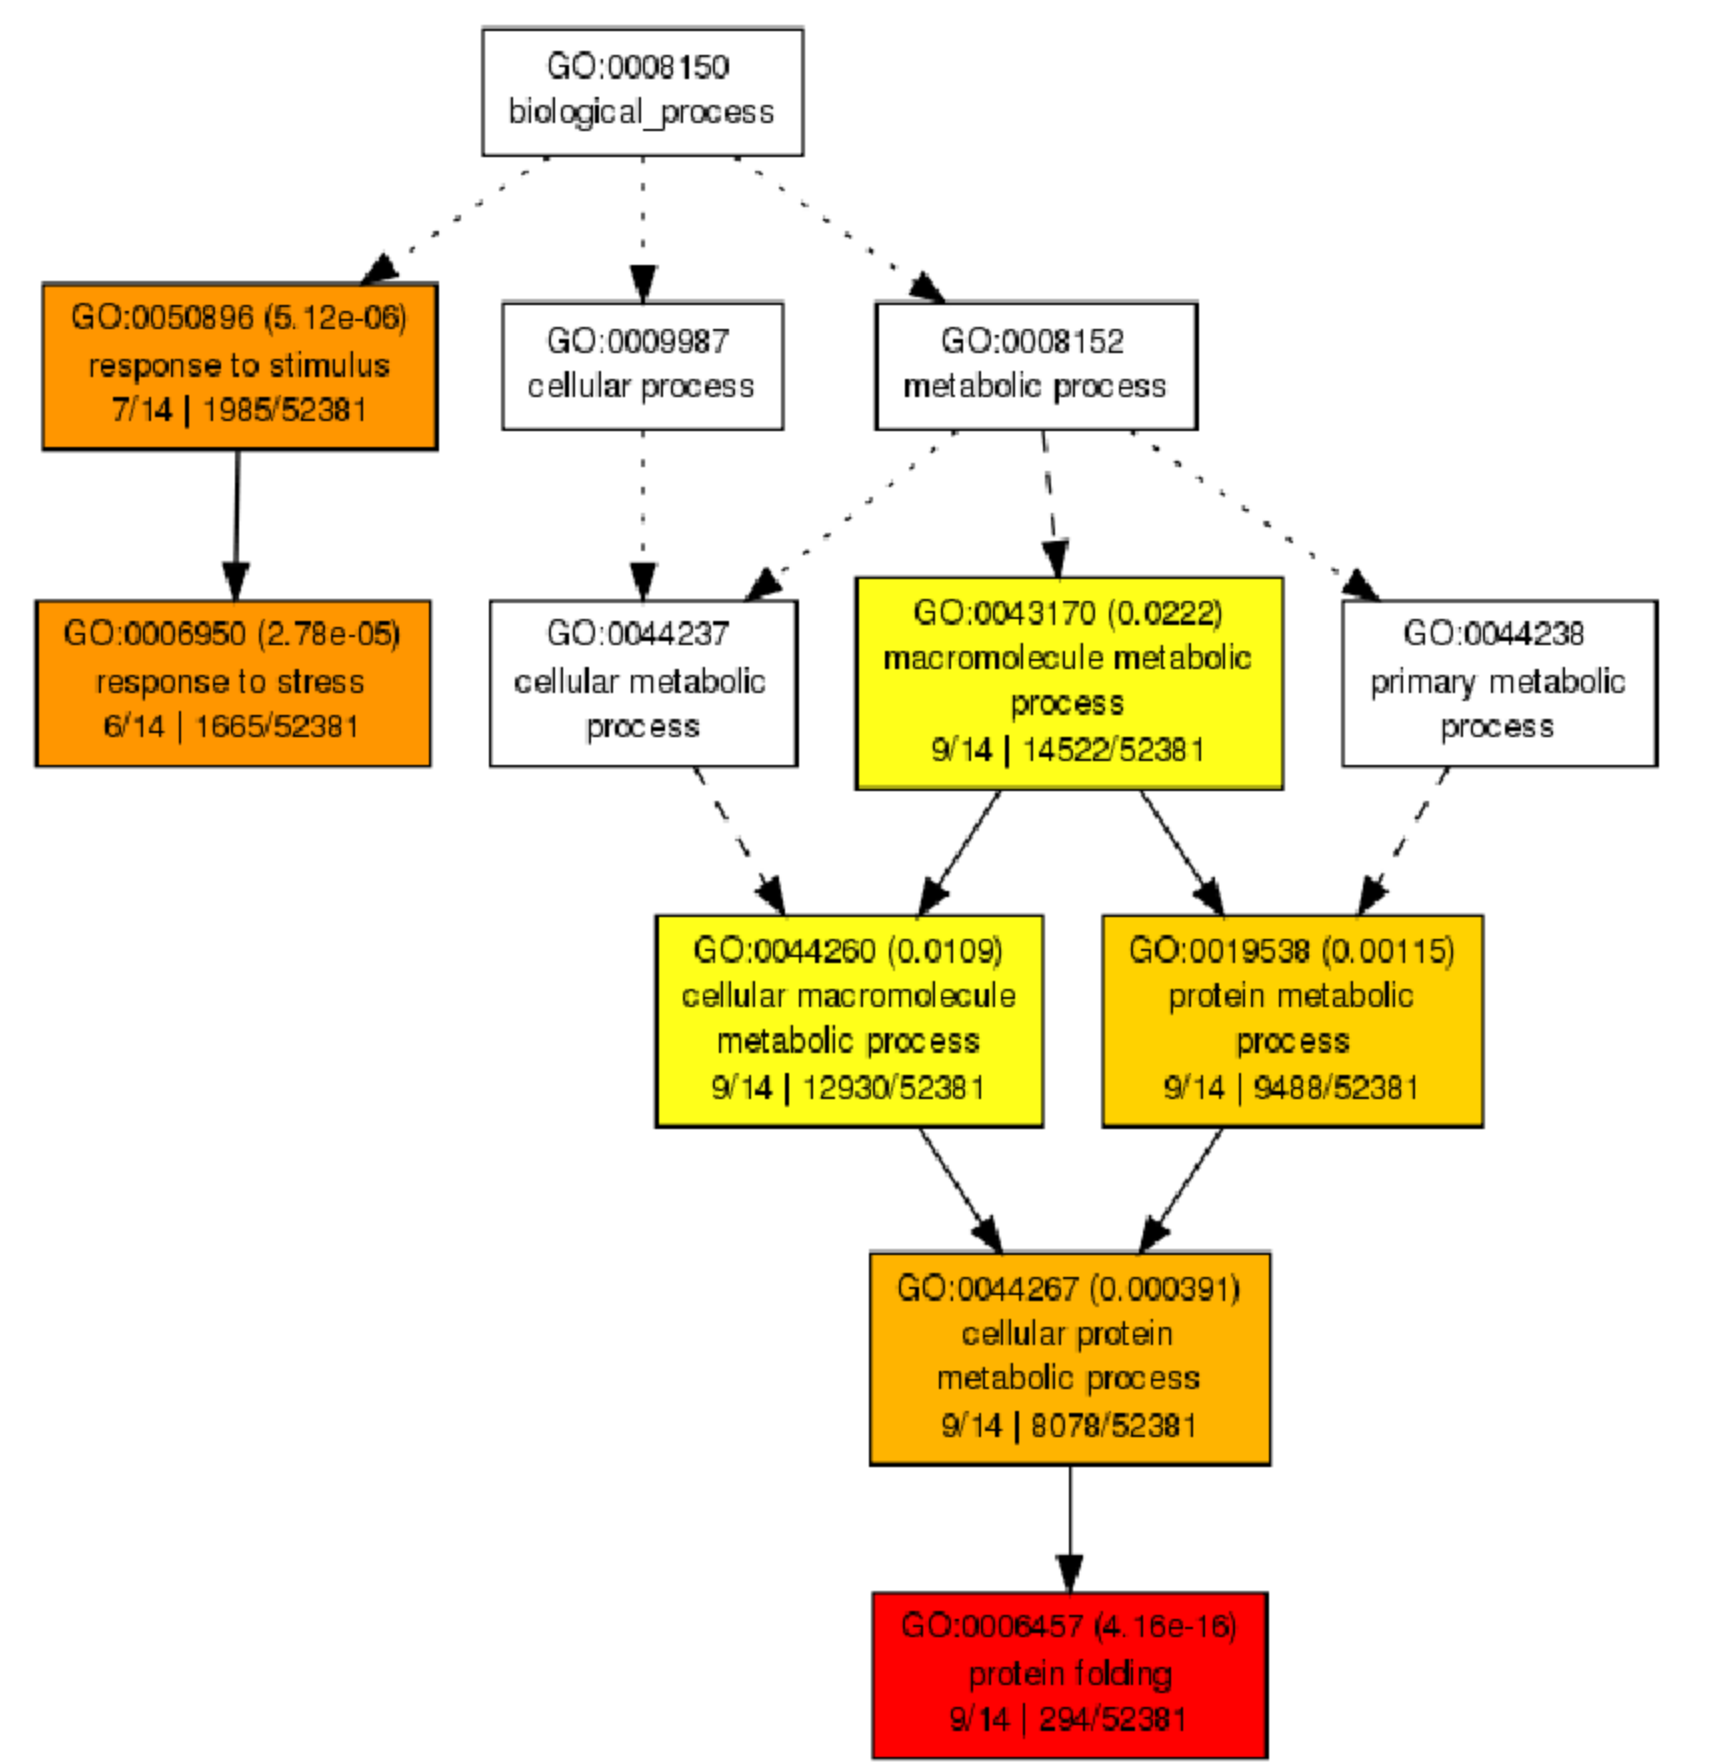 GO:0008150
biological_process
GO:0050896 (5.12e-06)
response to stimulus
7/14 | 1985/52381
GO:0009987
cellular process
GO:0008152
metabolic process
GO:0006950 (2.78e-05)
response to stress
6/14 | 1665/52381
GO:0044237
cellular metabolic
process
GO:0043170 (0.0222)
macromolecule metabolic
process
9/14 | 14522/52381
GO:0044238
primary metabolic
process
GO:0044260 (0.0109)
cellular macromolecule
metabolic process
9/14 | 12930/52381
GO:0019538 (0.00115)
protein metabolic
process
9/14 | 9488/52381
GO:0044267 (0.000391)
cellular protein
metabolic process
9/14 | 8078/52381
GO:0006457 (4.16e-16)
protein folding
9/14 | 294/52381